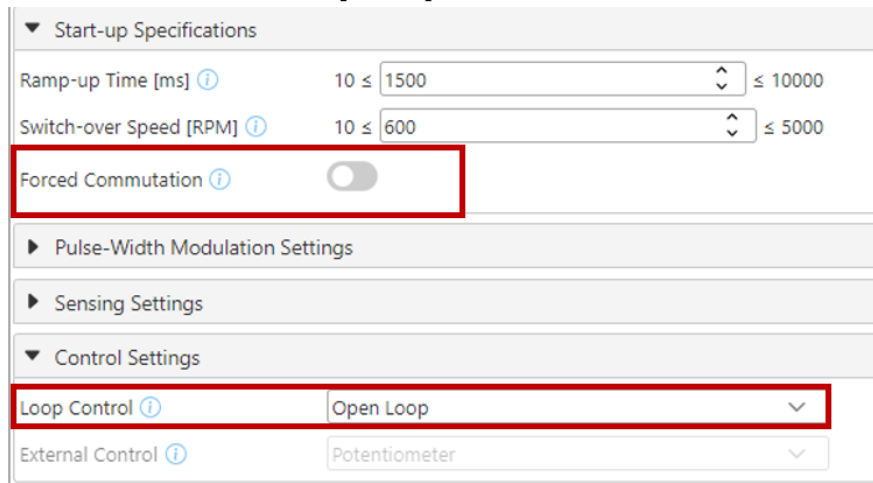 Start-up Specifications
Ramp-up Time [ms] 10 ≤ 1500 ≤ 10000
Switch-over Speed [RPM] 10 ≤ 600 ≤ 5000
Forced Commutation
Pulse-Width Modulation Settings
Sensing Settings
Control Settings
Loop Control Open Loop
External Control Potentiometer